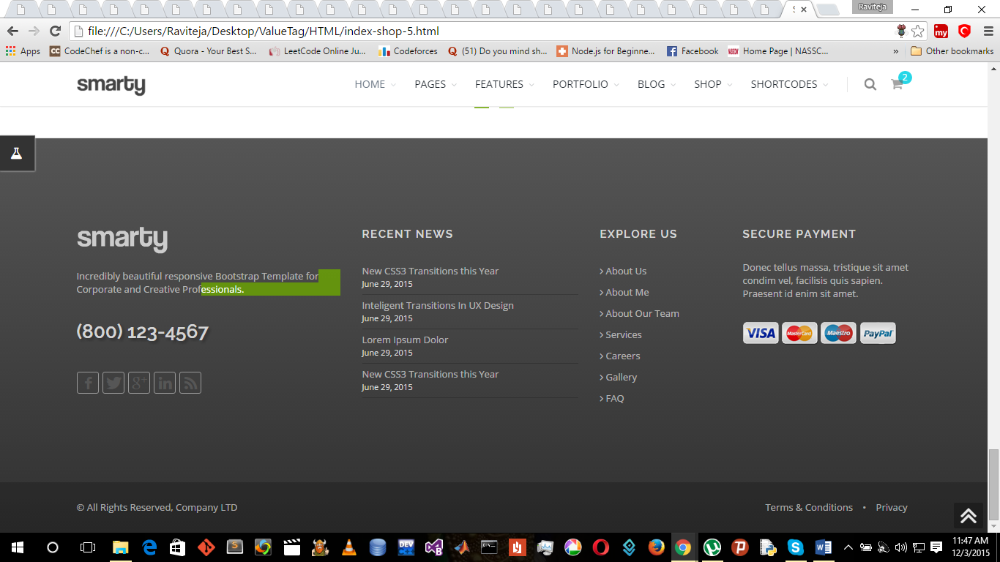 Raviteja
file:///C:/Users/Raviteja/Desktop/ValueTag/HTML/index-shop-5.html
my
Apps CodeChef is a non-c... Quora - Your Best S... LeetCode Online Ju... Codeforces (51) Do you mind sh... Node.js for Beginne... Facebook Home Page | NASSC... » Other bookmarks
smarty HOME PAGES FEATURES PORTFOLIO BLOG SHOP SHORTCODES 2
smarty
Incredibly beautiful responsive Bootstrap Template for
Corporate and Creative Professionals.
(800) 123-4567
RECENT NEWS
New CSS3 Transitions this Year
June 29, 2015
Inteligent Transitions In UX Design
June 29, 2015
Lorem Ipsum Dolor
June 29, 2015
New CSS3 Transitions this Year
June 29, 2015
EXPLORE US
About Us
About Me
About Our Team
Services
Careers
Gallery
FAQ
SECURE PAYMENT
Donec tellus massa, tristique sit amet
condim vel, facilisis quis sapien.
Praesent id enim sit amet.
VISA MasterCard Maestro PayPal
© All Rights Reserved, Company LTD
Terms & Conditions • Privacy
DEV
11:47 AM
12/3/2015